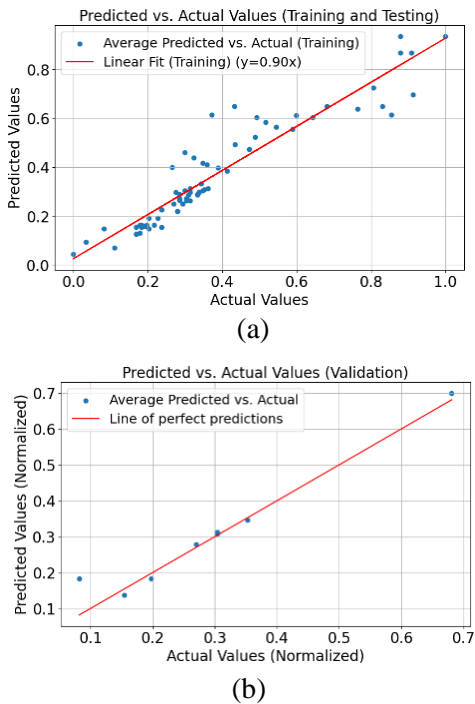 Predicted vs. Actual Values (Training and Testing)
Average Predicted vs. Actual (Training)
Linear Fit (Training) (y=0.90x)
Predicted Values
0.8
0.6
0.4
0.2
0.0
0.0 0.2 0.4 0.6 0.8 1.0
Actual Values
(a)
Predicted vs. Actual Values (Validation)
Average Predicted vs. Actual
Line of perfect predictions
Predicted Values (Normalized)
0.7
0.6
0.5
0.4
0.3
0.2
0.1
0.1 0.2 0.3 0.4 0.5 0.6 0.7
Actual Values (Normalized)
(b)